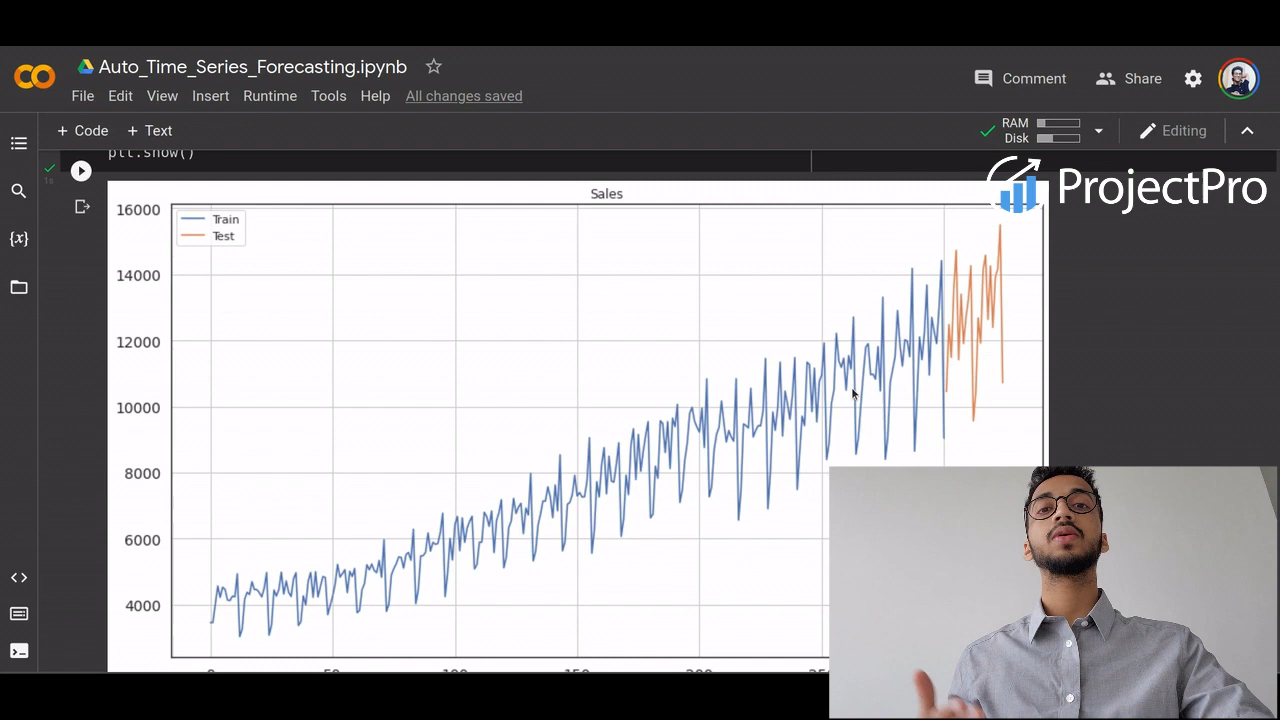 Auto_Time_Series_Forecasting.ipynb
Comment
Share
File Edit View Insert Runtime Tools Help All changes saved
+ Code + Text
RAM
Disk
Editing
plt.show()
1s
{x}
ProjectPro
Sales
Train
Test
16000
14000
12000
10000
8000
6000
4000
0 50 100 150 200